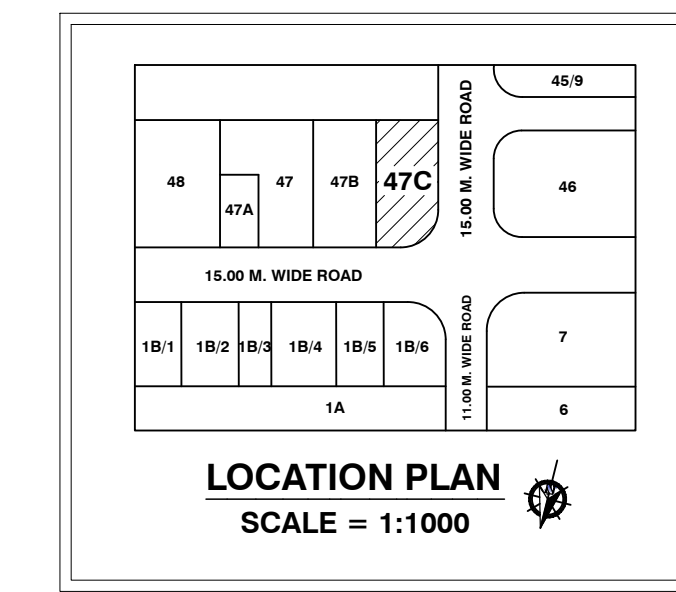 45/9
15.00 M. WIDE ROAD
48
47A
47
47B
47C
46
15.00 M. WIDE ROAD
1B/1
1B/2
1B/3
1B/4
1B/5
1B/6
11.00 M. WIDE ROAD
7
1A
6
LOCATION PLAN
SCALE = 1:1000
N